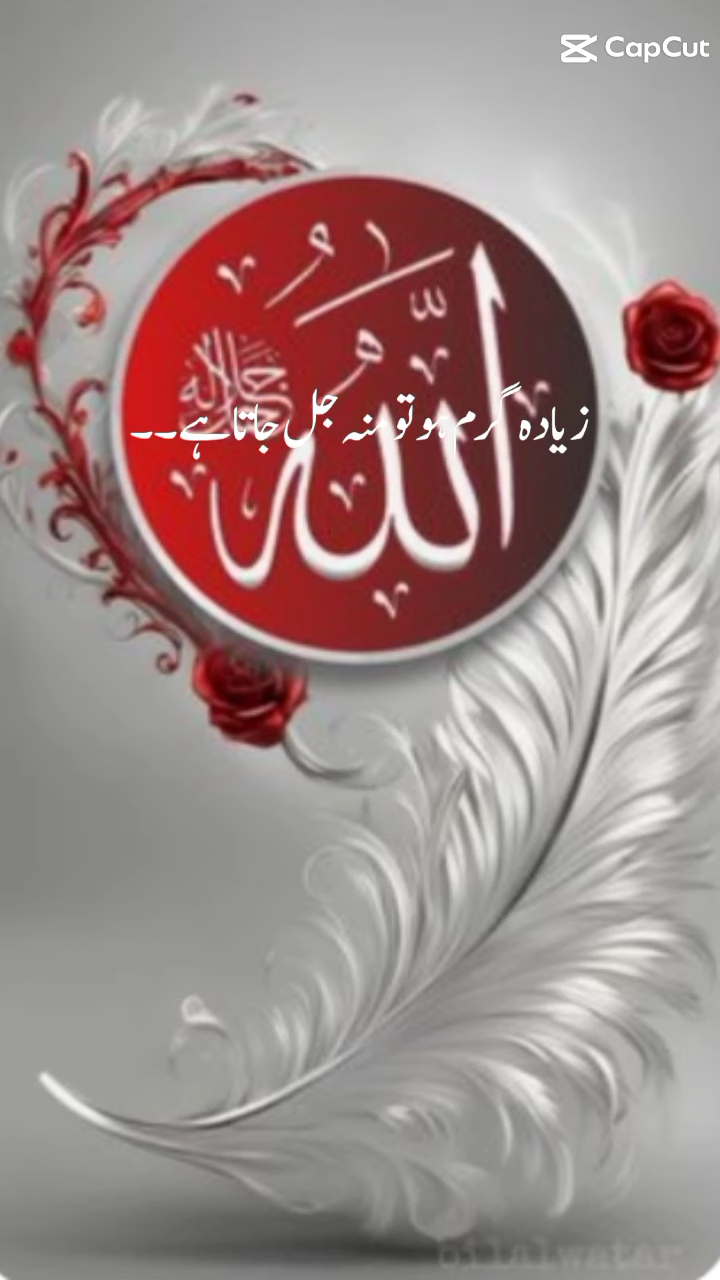 CapCut
الله
جل جلاله
زیادہ گرم ہو تو منہ جل جاتا ہے۔۔